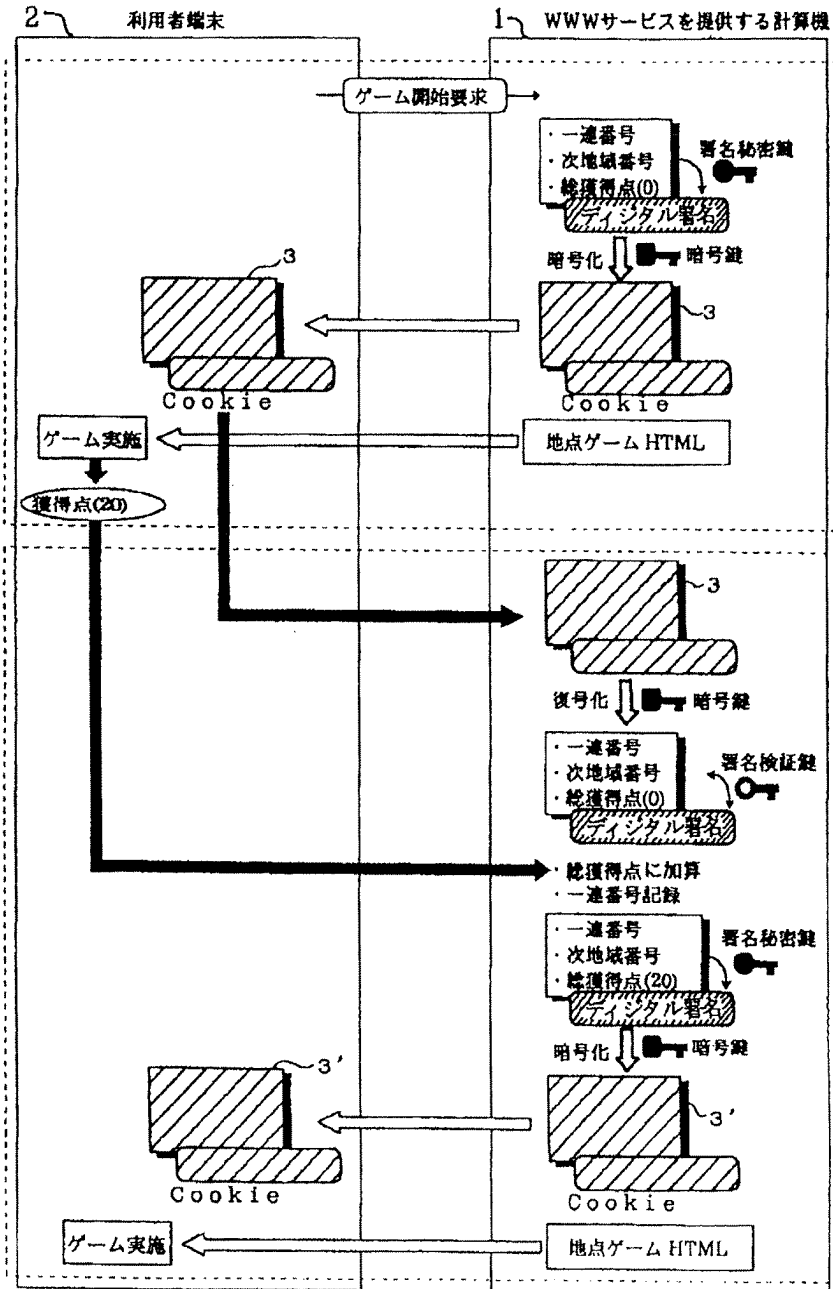 2 利用者端末
1 WWWサービスを提供する計算機
ゲーム開始要求
・一連番号
・次地域番号
・総獲得点(0)
署名秘密鍵
ディジタル署名
暗号化 暗号鍵
3
3
Cookie
Cookie
ゲーム実施
地点ゲーム HTML
獲得点(20)
3
復号化 暗号鍵
・一連番号
・次地域番号
・総獲得点(0)
署名検証鍵
ディジタル署名
・総獲得点に加算
・一連番号記録
・一連番号
・次地域番号
・総獲得点(20)
署名秘密鍵
ディジタル署名
暗号化 暗号鍵
3'
3'
Cookie
Cookie
ゲーム実施
地点ゲーム HTML